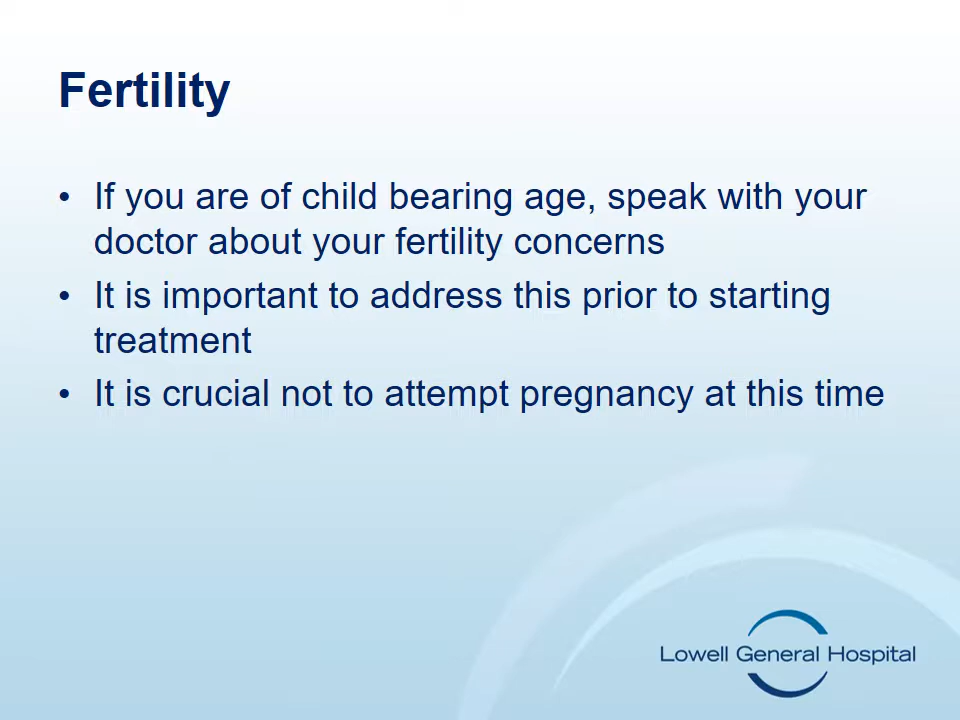 Fertility
• If you are of child bearing age, speak with your
doctor about your fertility concerns
• It is important to address this prior to starting
treatment
• It is crucial not to attempt pregnancy at this time
Lowell General Hospital